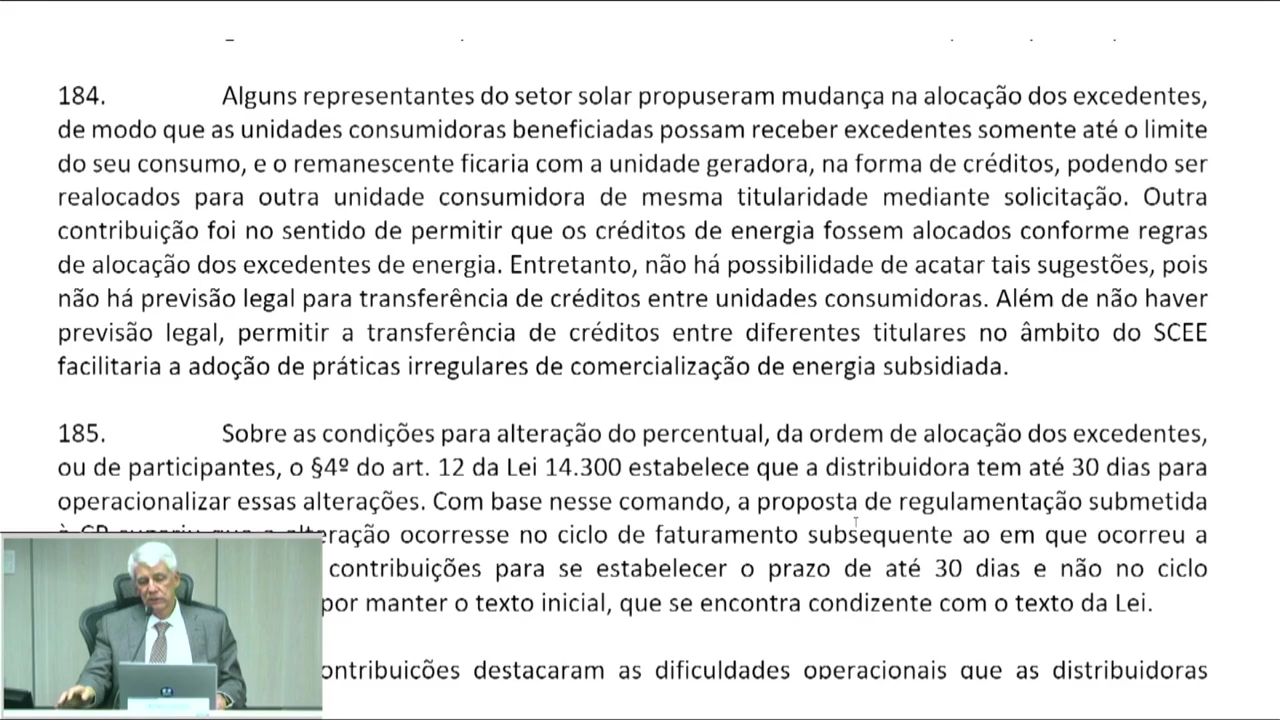 184. Alguns representantes do setor solar propuseram mudança na alocação dos excedentes,
de modo que as unidades consumidoras beneficiadas possam receber excedentes somente até o limite
do seu consumo, e o remanescente ficaria com a unidade geradora, na forma de créditos, podendo ser
realocados para outra unidade consumidora de mesma titularidade mediante solicitação. Outra
contribuição foi no sentido de permitir que os créditos de energia fossem alocados conforme regras
de alocação dos excedentes de energia. Entretanto, não há possibilidade de acatar tais sugestões, pois
não há previsão legal para transferência de créditos entre unidades consumidoras. Além de não haver
previsão legal, permitir a transferência de créditos entre diferentes titulares no âmbito do SCEE
facilitaria a adoção de práticas irregulares de comercialização de energia subsidiada.
185. Sobre as condições para alteração do percentual, da ordem de alocação dos excedentes,
ou de participantes, o §4º do art. 12 da Lei 14.300 estabelece que a distribuidora tem até 30 dias para
operacionalizar essas alterações. Com base nesse comando, a proposta de regulamentação submetida
ocorresse no ciclo de faturamento subsequente ao em que ocorreu a
contribuições para se estabelecer o prazo de até 30 dias e não no ciclo
por manter o texto inicial, que se encontra condizente com o texto da Lei.
ontribuições destacaram as dificuldades operacionais que as distribuidoras